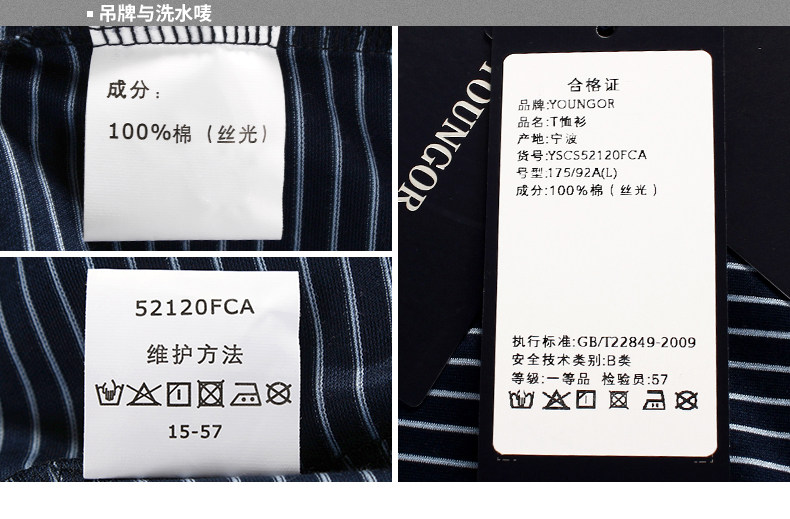 吊牌与洗水唛
成分：
100%棉（丝光）
52120FCA
维护方法
15-57
YOUNGOR
合格证
品牌:YOUNGOR
品名:T恤衫
产地:宁波
货号:YSCS52120FCA
号型:175/92A(L)
成分:100%棉（丝光）
执行标准:GB/T22849-2009
安全技术类别:B类
等级:一等品 检验员:57